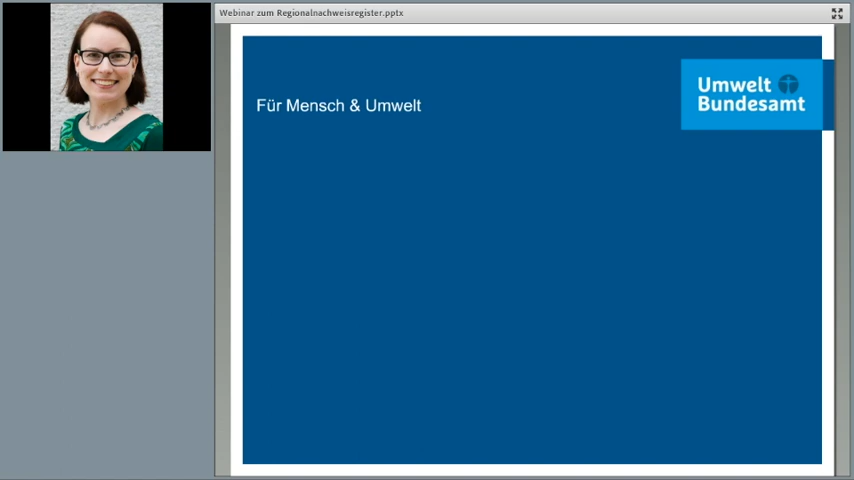 Webinar zum Regionalnachweisregister.pptx
Für Mensch & Umwelt
Umwelt
Bundesamt